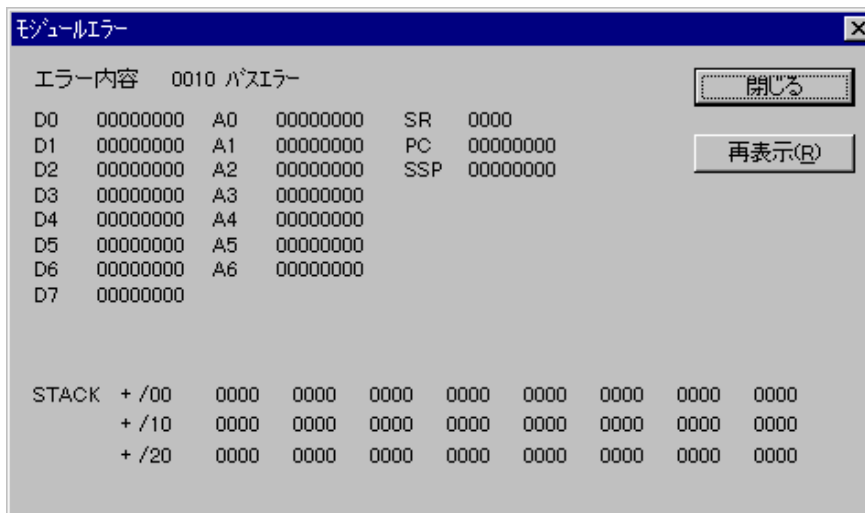 モジュールエラー
エラー内容 0010 バスエラー
閉じる
D0 00000000 A0 00000000 SR 0000
D1 00000000 A1 00000000 PC 00000000
再表示(R)
D2 00000000 A2 00000000 SSP 00000000
D3 00000000 A3 00000000
D4 00000000 A4 00000000
D5 00000000 A5 00000000
D6 00000000 A6 00000000
D7 00000000
STACK + /00 0000 0000 0000 0000 0000 0000 0000 0000
+ /10 0000 0000 0000 0000 0000 0000 0000 0000
+ /20 0000 0000 0000 0000 0000 0000 0000 0000